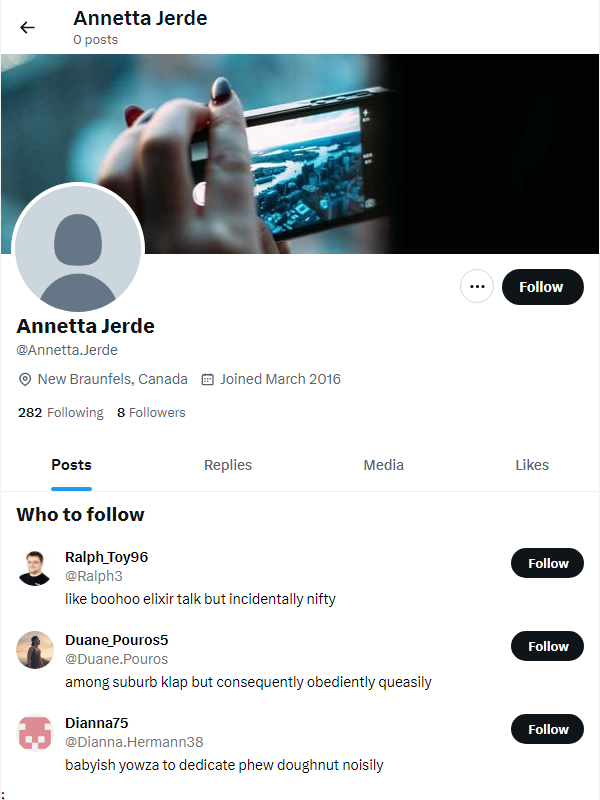 Annetta Jerde
0 posts
Follow
Annetta Jerde
@Annetta.Jerde
New Braunfels, Canada Joined March 2016
282 Following 8 Followers
Posts Replies Media Likes
Who to follow
Ralph_Toy96
@Ralph3
Follow
like boohoo elixir talk but incidentally nifty
Duane_Pouros5
@Duane.Pouros
Follow
among suburb klap but consequently obediently queasily
Dianna75
@Dianna.Hermann38
Follow
babyish yowza to dedicate phew doughnut noisily
;